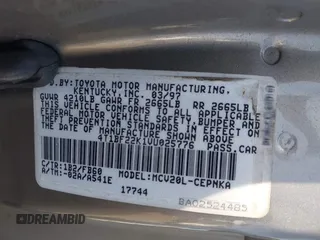 D.BY:TOYOTA MOTOR MANUFACTURING.
KENTUCKY,INC. 03/97
GVWR 4210LB GAWR FR 2665LB RR 2665LB
THIS VEHICLE CONFORMS TO ALL APPLICABLE
FEDERAL MOTOR VEHICLE SAFETY, BUMPER,
AND THEFT PREVENTION STANDARDS IN EFFECT
ON THE DATE OF MANUFACTURE SHOWN ABOVE.
4T1BF22K1VU025776 PASS.CAR
C/TR:1B2/FB60 MODEL:MCV20L-CEPNKA
A/TM:-02A/A541E
17744
8A02524485
DREAMBID
DREAMBID